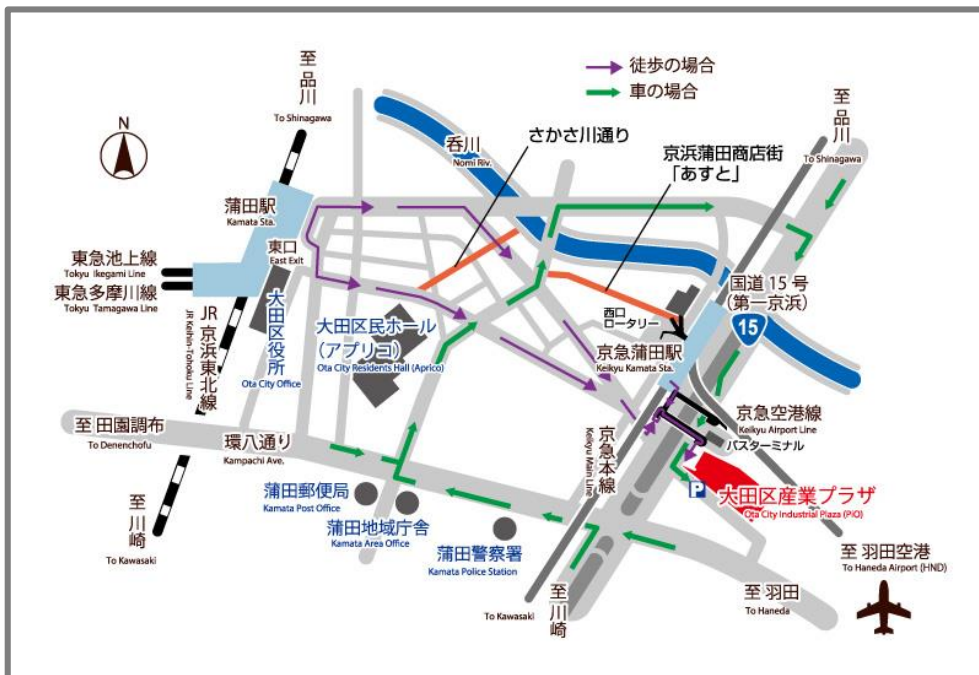 徒歩の場合
車の場合
至 品川
To Shinagawa
N
呑川
Nomi Riv.
さかさ川通り
京浜蒲田商店街
「あすと」
至 品川
To Shinagawa
蒲田駅
Kamata Sta.
東口
East Exit
東急池上線
Tokyu Ikegami Line
東急多摩川線
Tokyu Tamagawa Line
大田区役所
Ota City Office
JR 京浜東北線
JR Keihin-Tohoku Line
大田区民ホール
(アプリコ)
Ota City Residents Hall (Aprico)
西口
ロータリー
京急蒲田駅
Keikyu Kamata Sta.
国道 15 号
(第一京浜)
15
京急空港線
Keikyu Airport Line
バスターミナル
至 田園調布
To Denenchofu
環八通り
Kampachi Ave.
京急本線
Keikyu Main Line
P
大田区産業プラザ
Ota City Industrial Plaza (PiO)
蒲田郵便局
Kamata Post Office
蒲田地域庁舎
Kamata Area Office
蒲田警察署
Kamata Police Station
至 川崎
To Kawasaki
To Kawasaki
至 川崎
至 羽田
To Haneda
至 羽田空港
To Haneda Airport (HND)